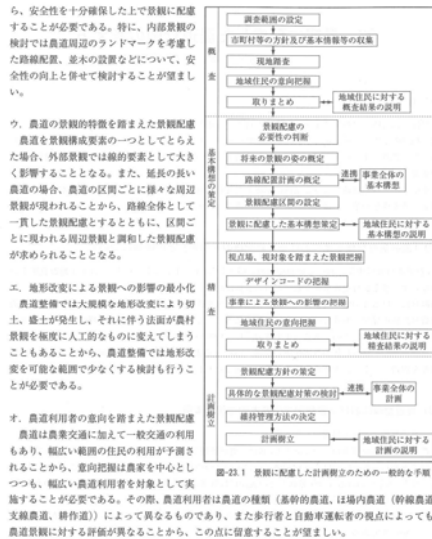 ら、安全性を十分確保した上で景観に配慮
することが必要である。特に、内部景観の
検討では農道周辺のランドマークを考慮し
た路線配置、並木の設置などについて、安
全性の向上と併せて検討することが望まし
い。
ウ．農道の景観的特徴を踏まえた景観配慮
農道を景観構成要素の一つとしてとらえ
た場合、外部景観では線的要素として大き
く影響することとなる。また、延長の長い
農道の場合、農道の区間ごとに様々な周辺
景観が現われることから、路線全体として
一貫した景観配慮とするとともに、区間ご
とに現われる周辺景観と調和した景観配慮
が求められることとなる。
エ．地形改変による景観への影響の最小化
農道整備では大規模な地形改変により切
土、盛土が発生し、それに伴う法面が農村
景観を極度に人工的なものに変えてしまう
こともあることから、農道整備では地形改
変を可能な範囲で少なくする検討も行うこ
とが必要である。
オ．農道利用者の意向を踏まえた景観配慮
農道は農業交通に加えて一般交通の利用
もあり、幅広い範囲の住民の利用が予測さ
れることから、意向把握は農家を中心とし
つつも、幅広い農道利用者を対象として実
施することが必要である。その際、農道利用者は農道の種類（基幹的農道、ほ場内農道（幹線農道
支線農道、耕作道））によって異なるものであり、また歩行者と自動車運転者の視点によっても
農道景観に対する評価が異なることから、この点に留意することが望ましい。
概査
調査範囲の設定
市町村等の方針及び基本情報等の収集
現地踏査
地域住民の意向把握
取りまとめ
地域住民に対する
概査結果の説明
基本構想の策定
景観配慮の
必要性の判断
将来の景観の姿の概定
路線配置計画の概定
連携
事業全体の
基本構想
景観配慮区間の設定
景観に配慮した基本構想策定
地域住民に対する
基本構想の説明
精査
視点場、視対象を踏まえた景観把握
デザインコードの把握
事業による景観への影響の把握
地域住民の意向把握
取りまとめ
地域住民に対する
精査結果の説明
計画樹立
景観配慮方針の策定
具体的な景観配慮対策の検討
連携
事業全体の
計画
維持管理方法の決定
計画樹立
地域住民に対する
計画の説明
図-23.1 景観に配慮した計画樹立のための一般的な手順